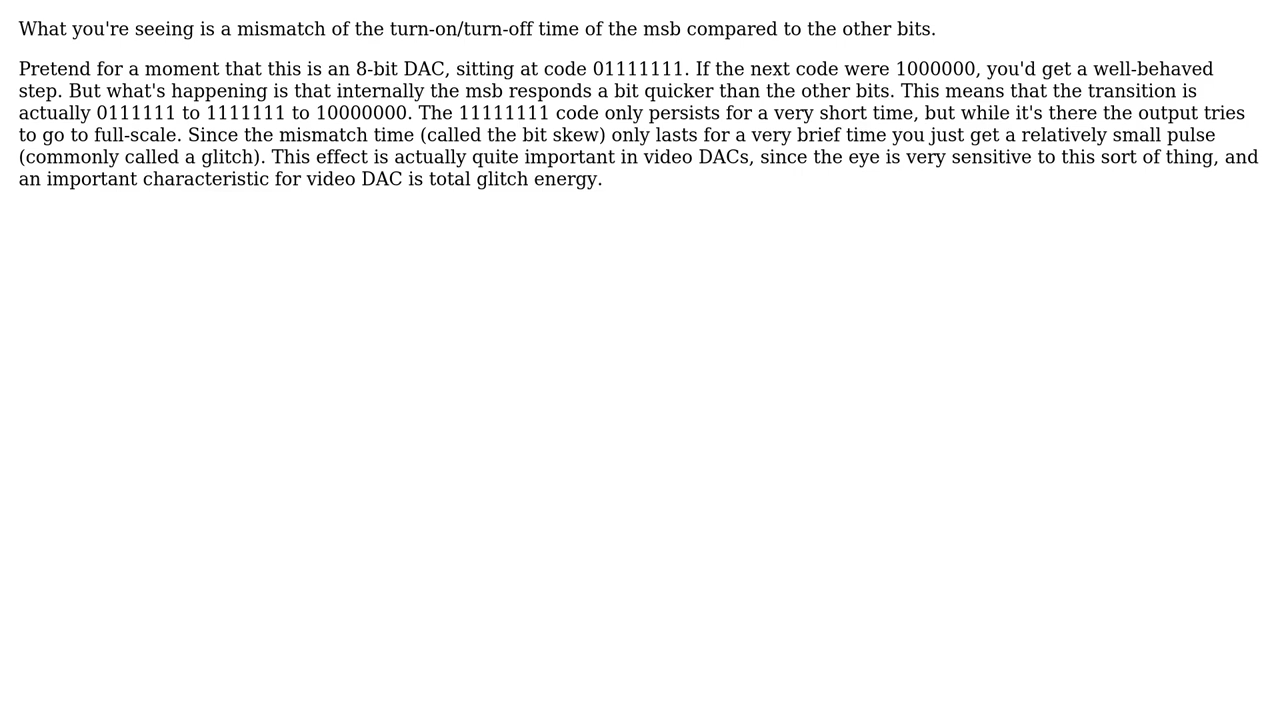 What you're seeing is a mismatch of the turn-on/turn-off time of the msb compared to the other bits.
Pretend for a moment that this is an 8-bit DAC, sitting at code 01111111. If the next code were 1000000, you'd get a well-behaved
step. But what's happening is that internally the msb responds a bit quicker than the other bits. This means that the transition is
actually 0111111 to 1111111 to 10000000. The 11111111 code only persists for a very short time, but while it's there the output tries
to go to full-scale. Since the mismatch time (called the bit skew) only lasts for a very brief time you just get a relatively small pulse
(commonly called a glitch). This effect is actually quite important in video DACs, since the eye is very sensitive to this sort of thing, and
an important characteristic for video DAC is total glitch energy.